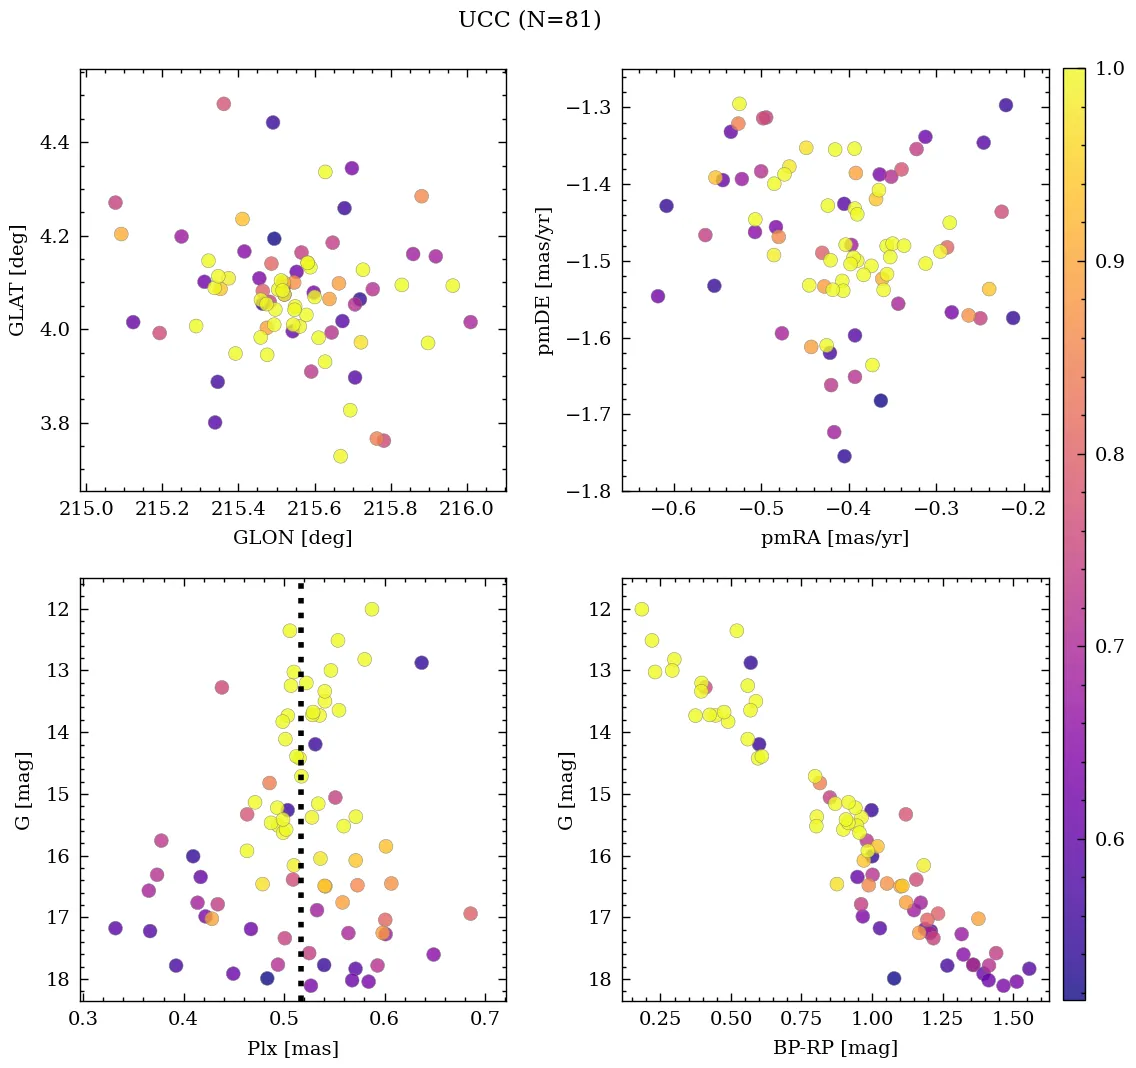 UCC (N=81)
4.4
4.2
4.0
3.8
GLAT [deg]
215.0 215.2 215.4 215.6 215.8 216.0
GLON [deg]
−1.3
−1.4
−1.5
−1.6
−1.7
−1.8
pmDE [mas/yr]
−0.6 −0.5 −0.4 −0.3 −0.2
pmRA [mas/yr]
12
13
14
15
16
17
18
G [mag]
0.3 0.4 0.5 0.6 0.7
Plx [mas]
12
13
14
15
16
17
18
G [mag]
0.25 0.50 0.75 1.00 1.25 1.50
BP-RP [mag]
1.0
0.9
0.8
0.7
0.6